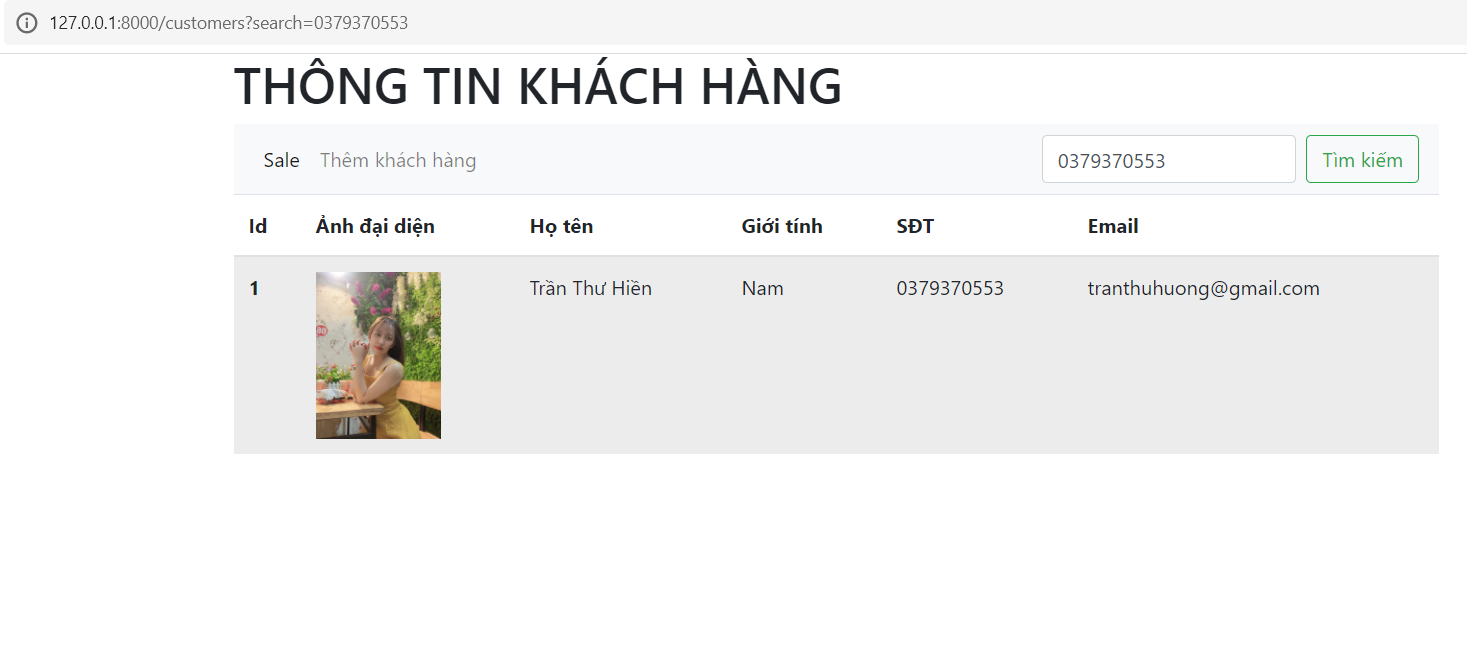 127.0.0.1:8000/customers?search=0379370553
THÔNG TIN KHÁCH HÀNG
Sale Thêm khách hàng 0379370553 Tìm kiếm
Id Ảnh đại diện Họ tên Giới tính SĐT Email
1 Trần Thư Hiền Nam 0379370553 tranthuhuong@gmail.com